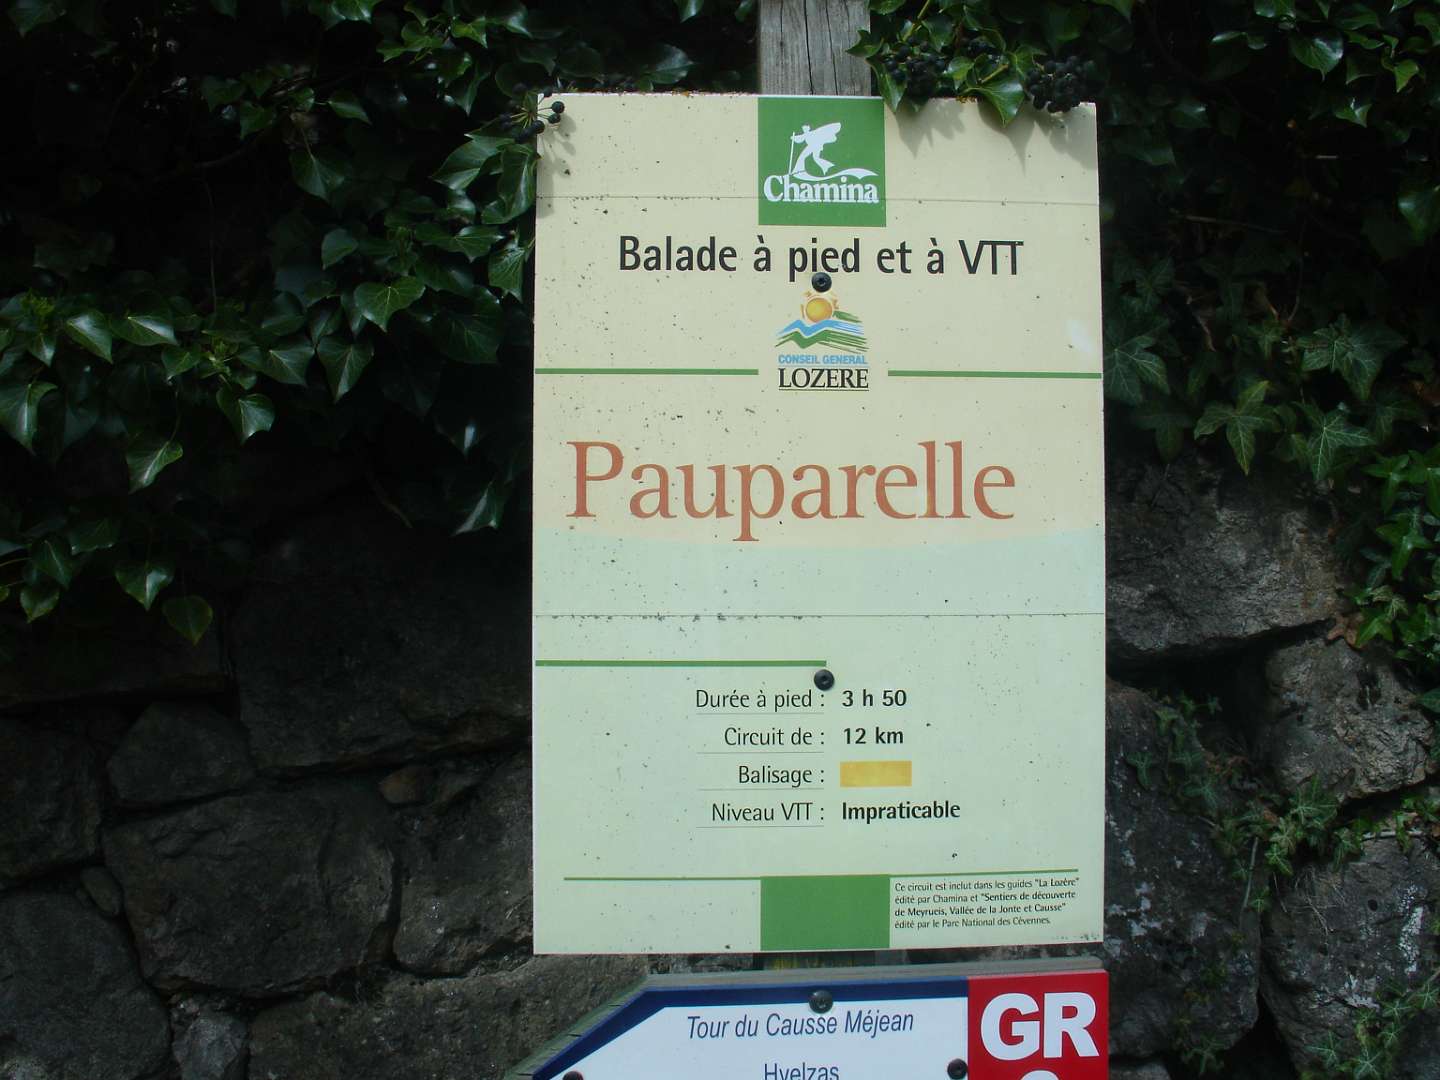 Chamina
Balade à pied et à VTT
CONSEIL GENERAL
LOZERE
Pauparelle
Durée à pied : 3 h 50
Circuit de : 12 km
Balisage :
Niveau VTT : Impraticable
Ce circuit est inclut dans les guides "La Lozère"
édité par Chamina et "Sentiers de découverte
de Meyrueis, Vallée de la Jonte et Causse"
édité par le Parc National des Cévennes.
Tour du Causse Méjean
GR
Hyelzas